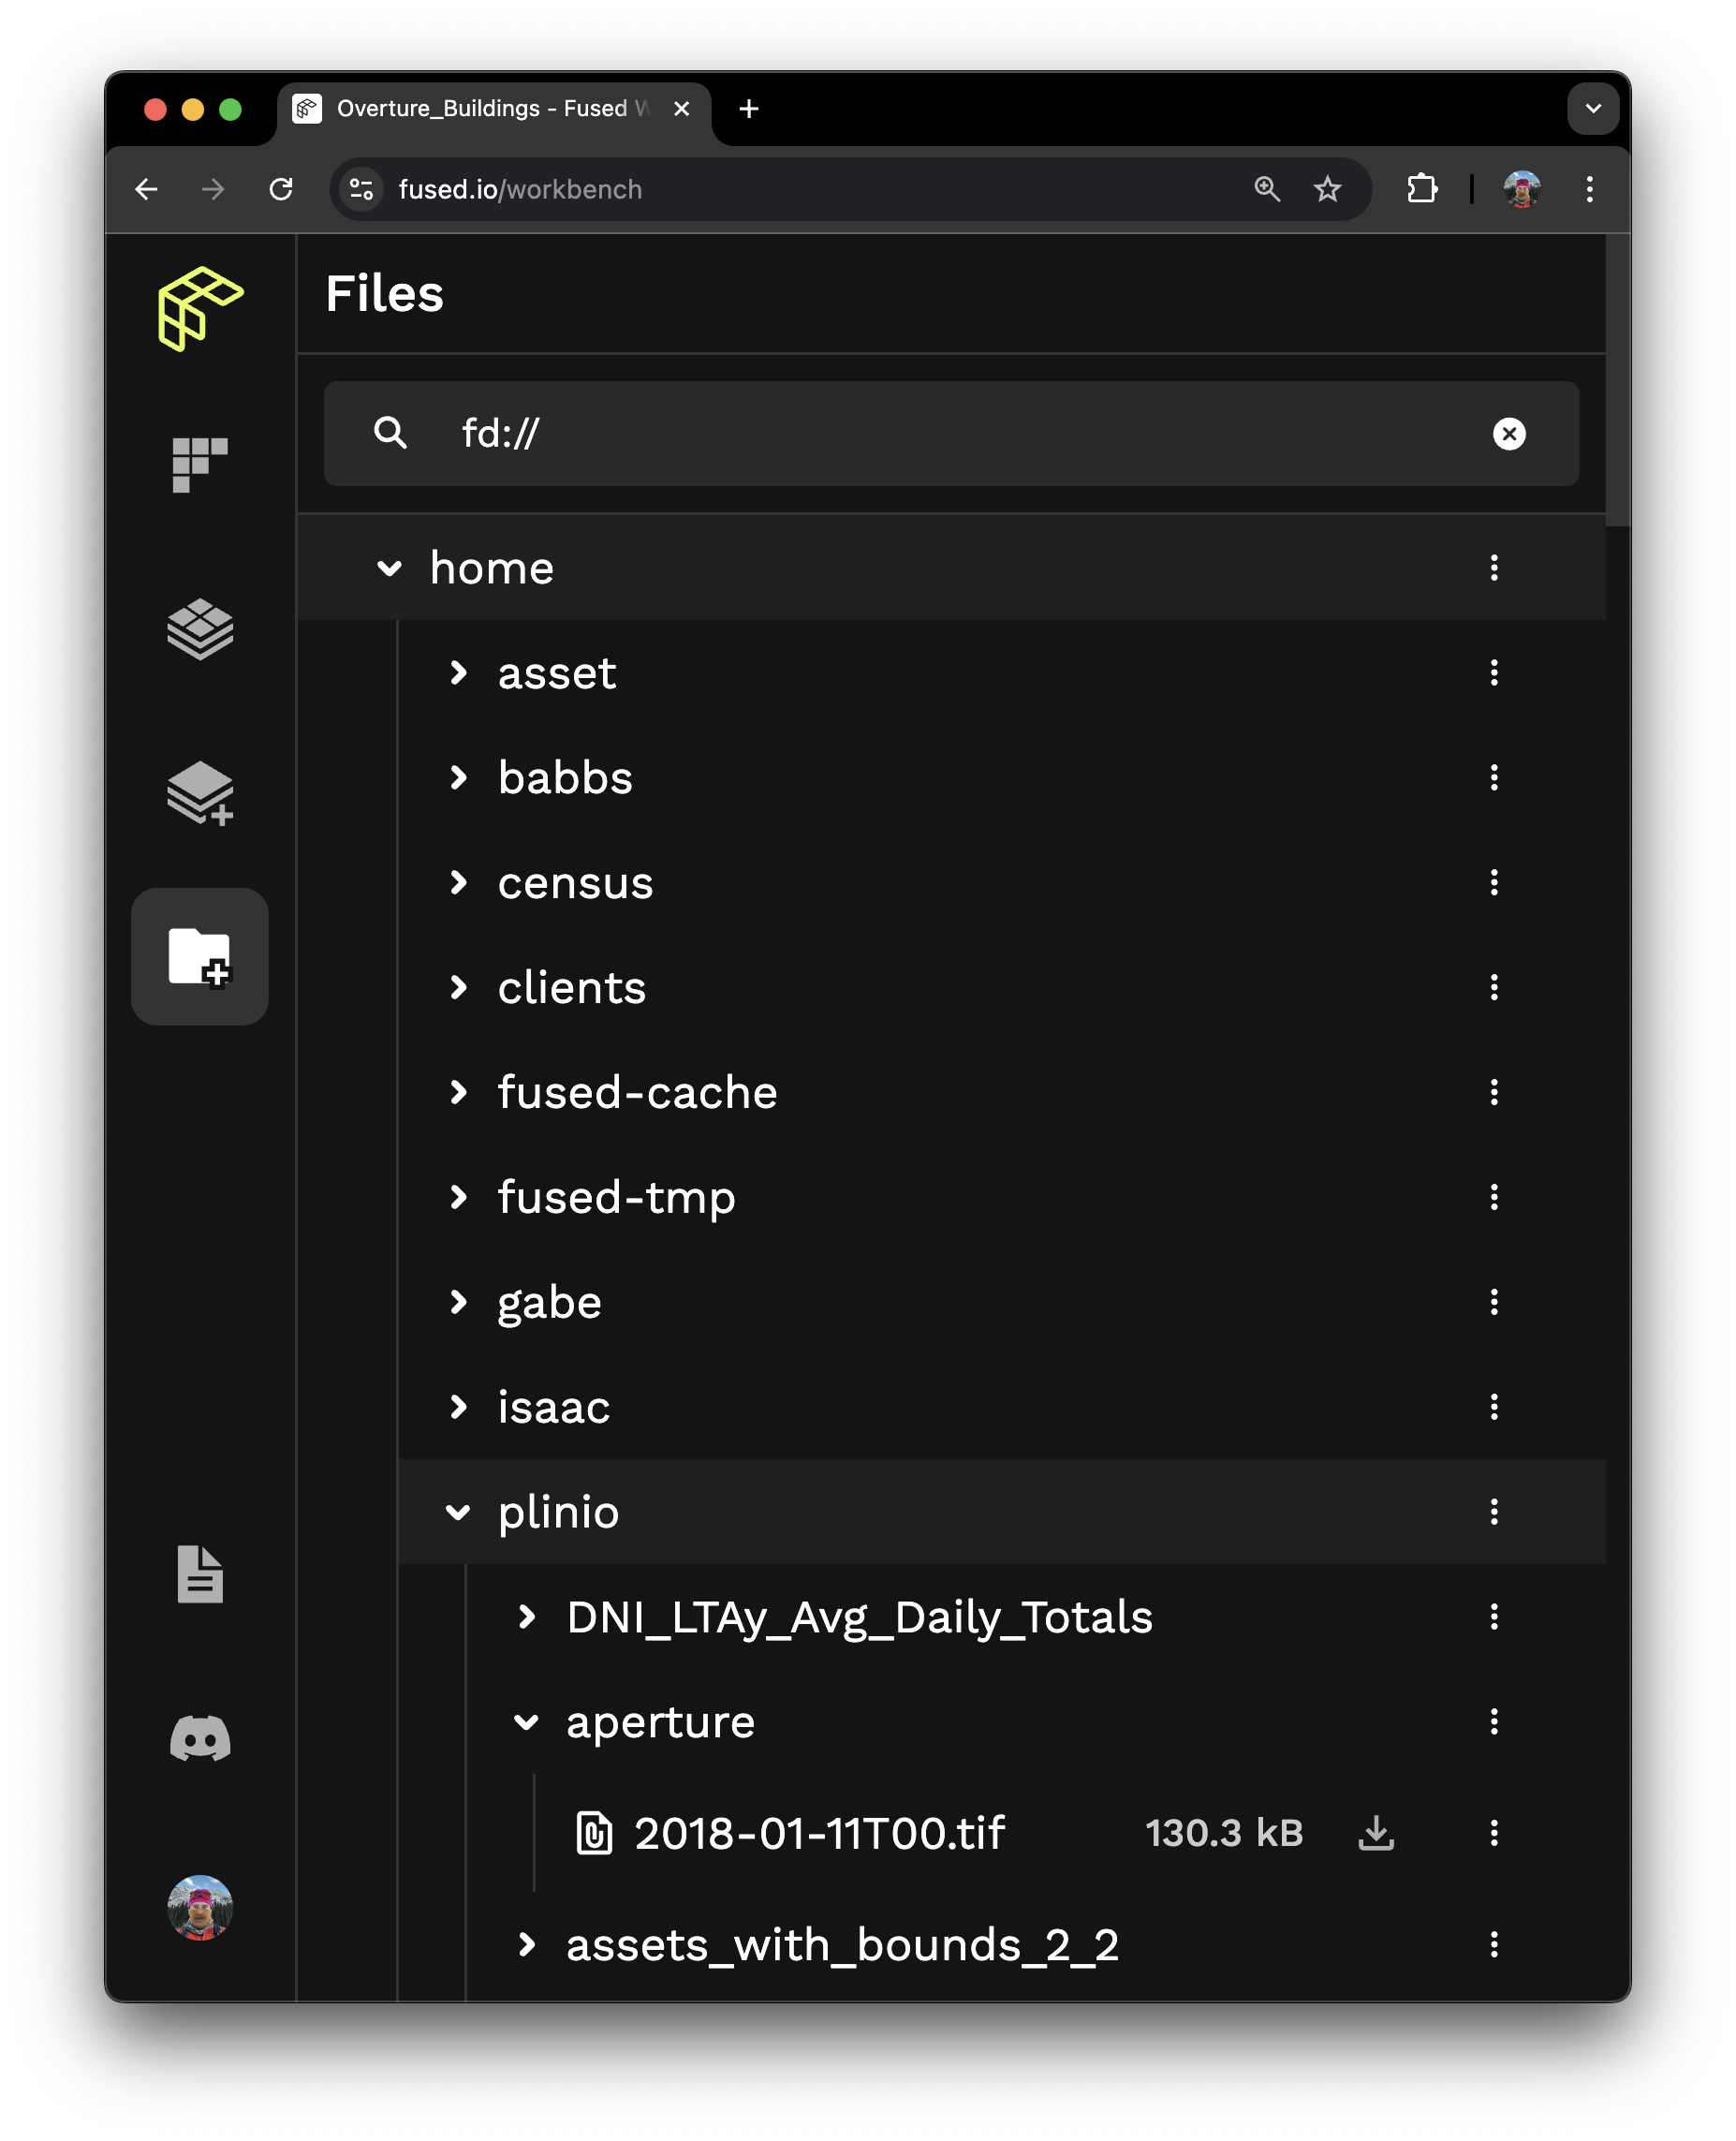 Overture_Buildings - Fused W
fused.io/workbench
Files
fd://
home
asset
babbs
census
clients
fused-cache
fused-tmp
gabe
isaac
plinio
DNI_LTAy_Avg_Daily_Totals
aperture
2018-01-11T00.tif 130.3 kB
assets_with_bounds_2_2